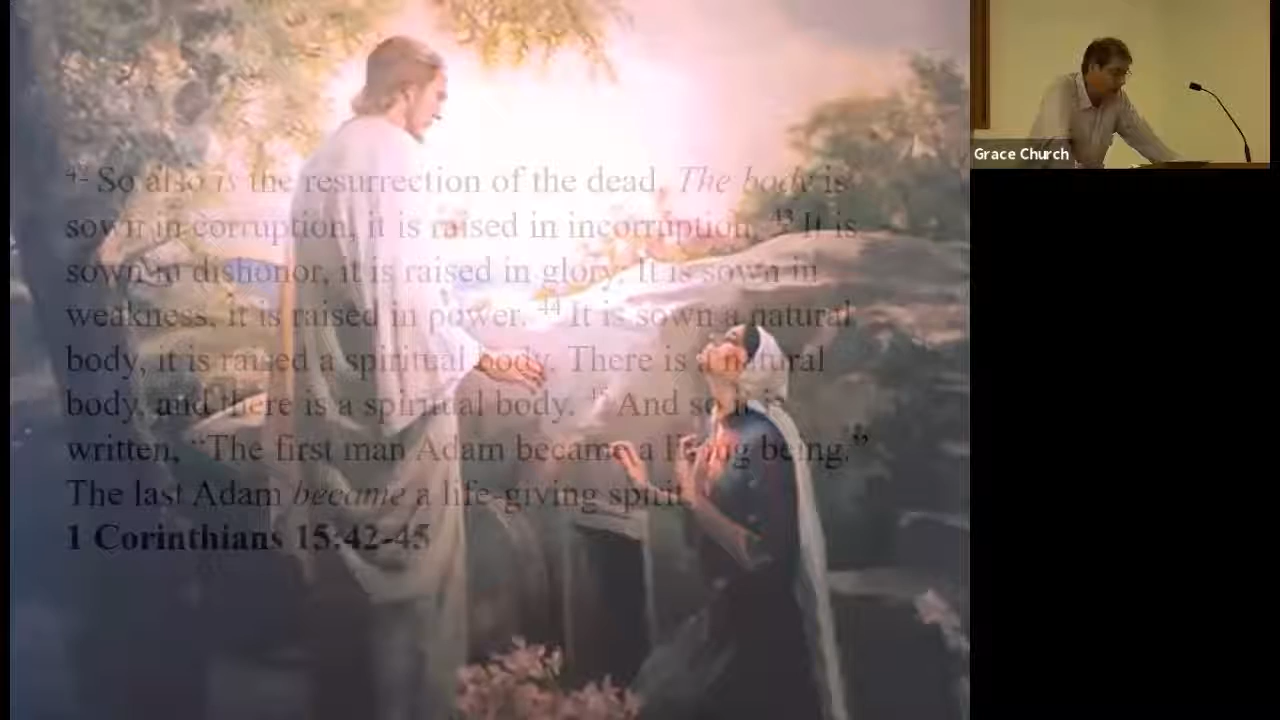 42 So also is the resurrection of the dead. The body is
sown in corruption, it is raised in incorruption. 43 It is
sown in dishonor, it is raised in glory. It is sown in
weakness, it is raised in power. 44 It is sown a natural
body, it is raised a spiritual body. There is a natural
body, and there is a spiritual body. 45 And so it is
written, “The first man Adam became a living being.”
The last Adam became a life-giving spirit.
1 Corinthians 15:42-45
Grace Church